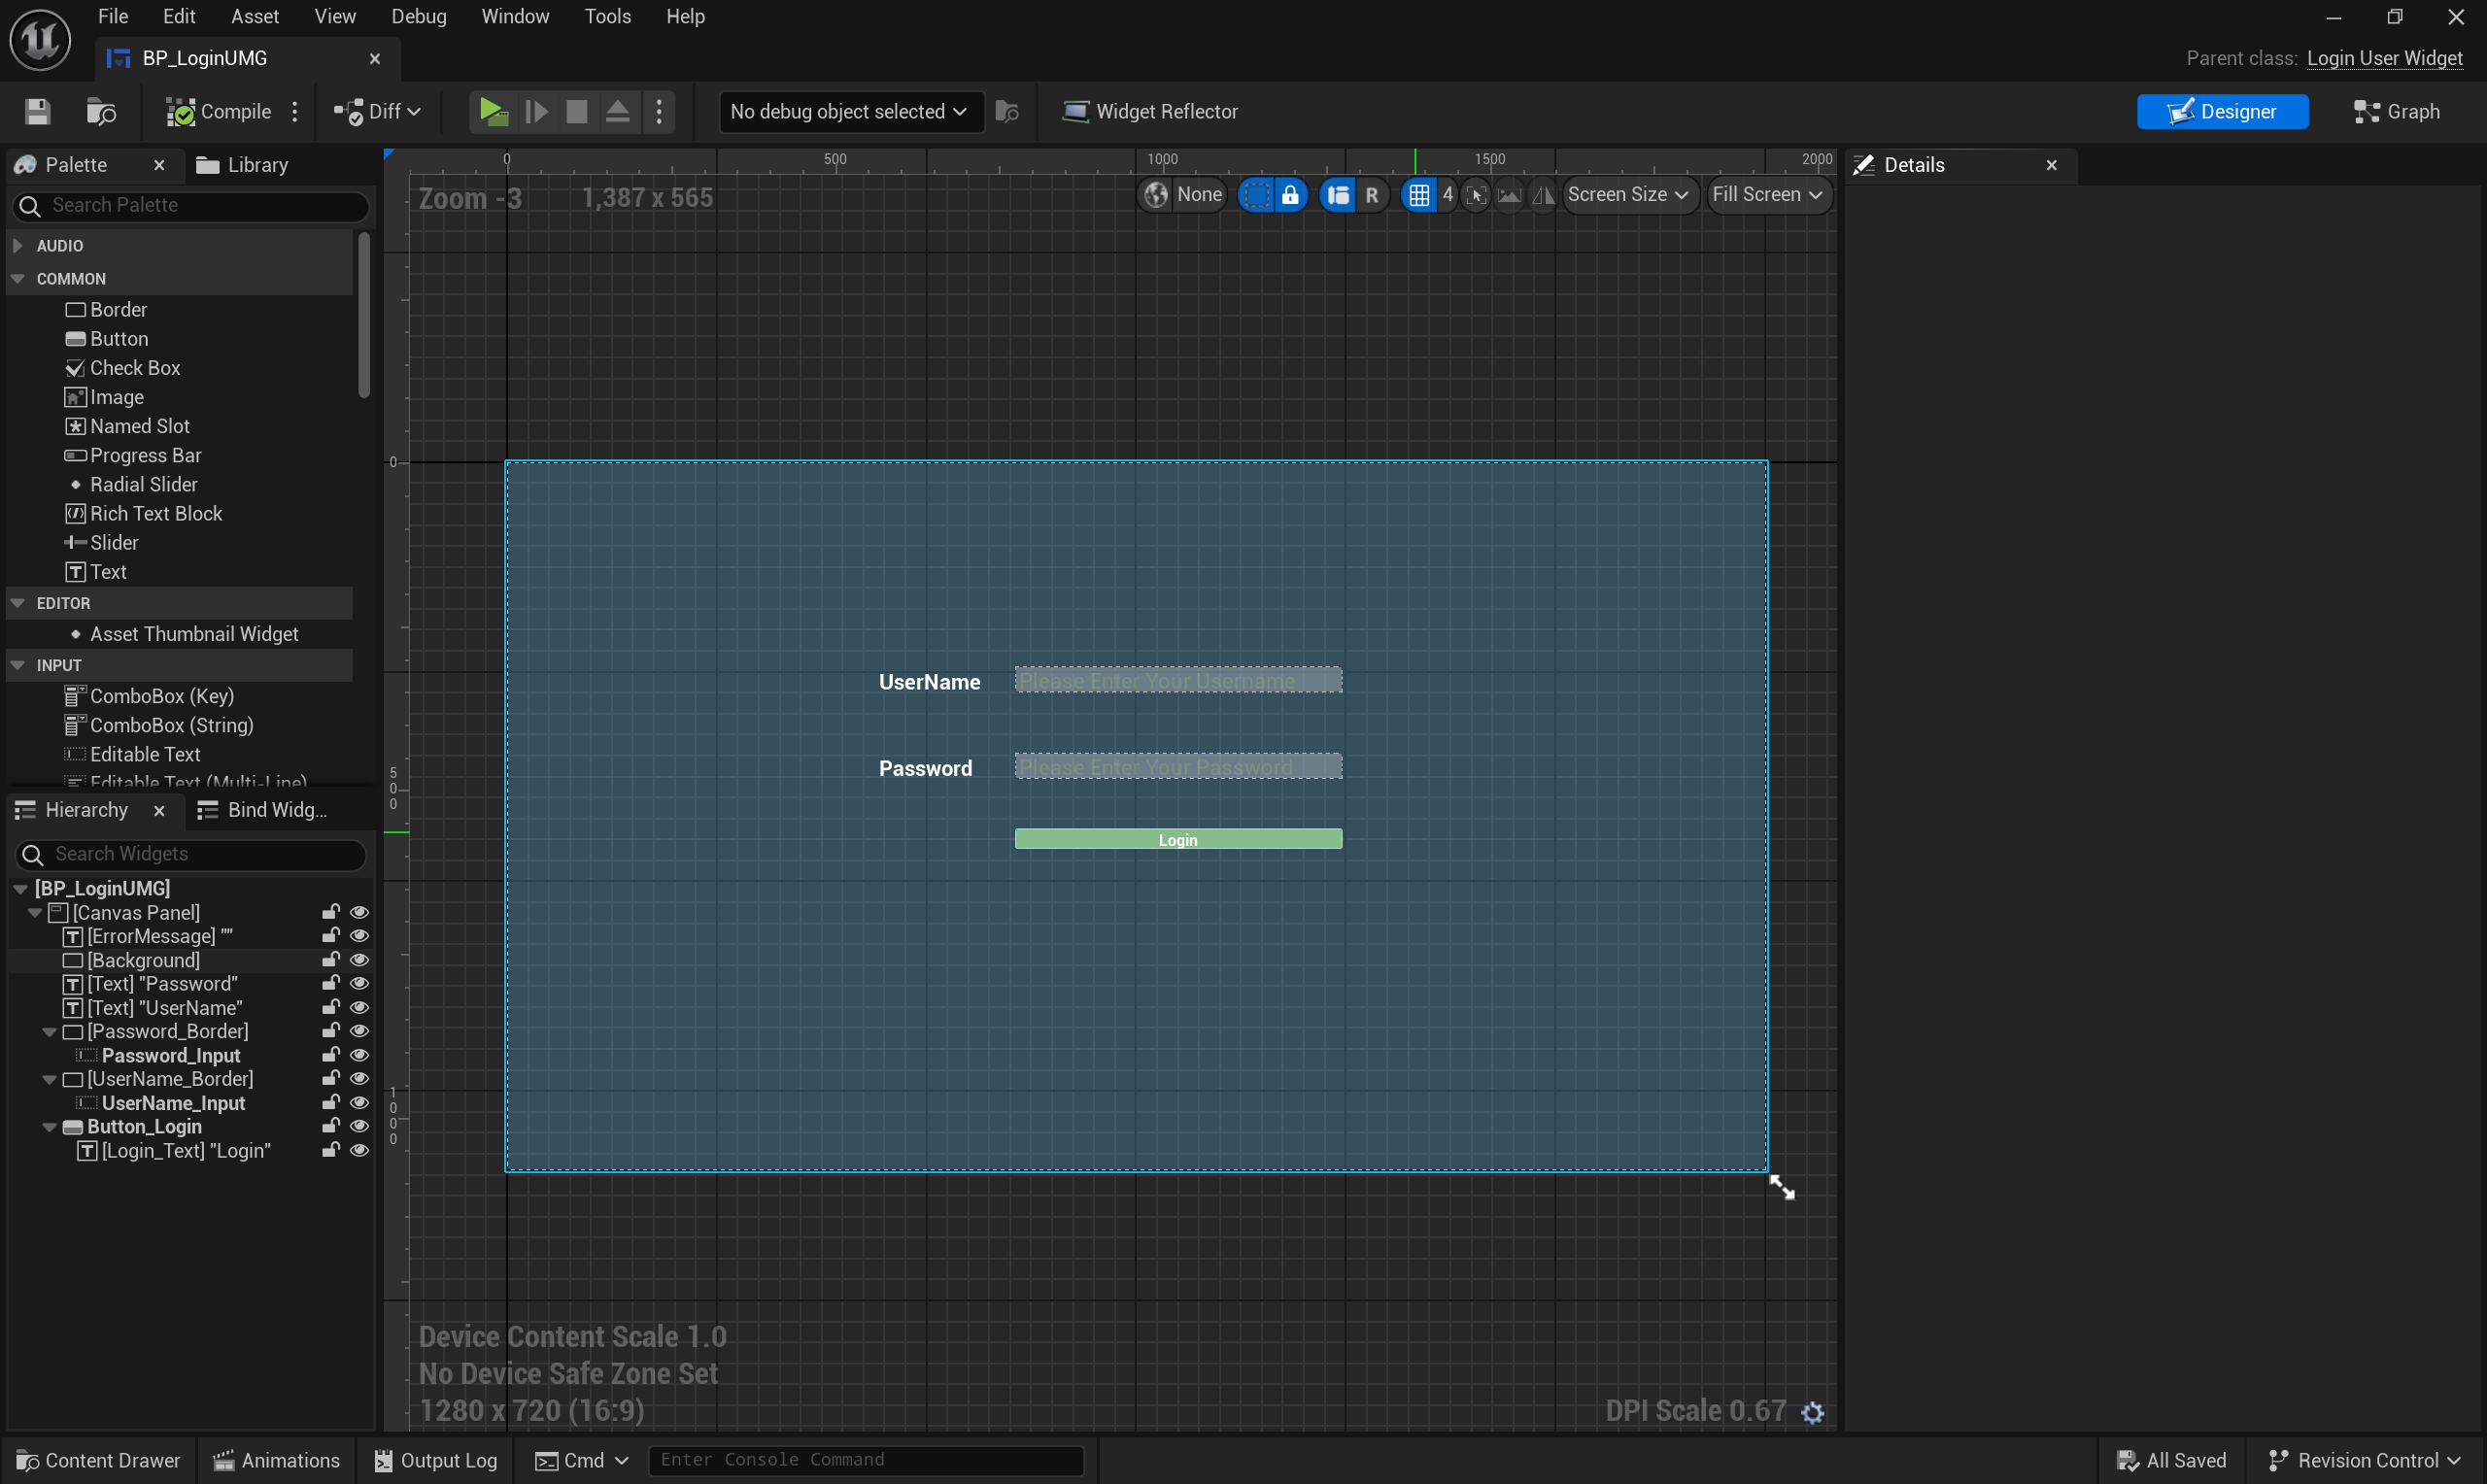 File Edit Asset View Debug Window Tools Help
BP_LoginUMG
Parent class: Login User Widget
Compile
Diff
No debug object selected
Widget Reflector
Designer
Graph
Palette
Library
Search Palette
AUDIO
COMMON
Border
Button
Check Box
Image
Named Slot
Progress Bar
Radial Slider
Rich Text Block
Slider
Text
EDITOR
Asset Thumbnail Widget
INPUT
ComboBox (Key)
ComboBox (String)
Editable Text
Editable Text (Multi-Line)
Hierarchy
Bind Widg...
Search Widgets
[BP_LoginUMG]
[Canvas Panel]
[ErrorMessage] ""
[Background]
[Text] "Password"
[Text] "UserName"
[Password_Border]
Password_Input
[UserName_Border]
UserName_Input
Button_Login
[Login_Text] "Login"
0 500 1000 1500 2000
Zoom -3 1,387 x 565
None
R
4
Screen Size
Fill Screen
0
500
1000
UserName
Please Enter Your Username
Password
Please Enter Your Password
Login
Device Content Scale 1.0
No Device Safe Zone Set
1280 x 720 (16:9)
DPI Scale 0.67
Details
Content Drawer
Animations
Output Log
Cmd
Enter Console Command
All Saved
Revision Control